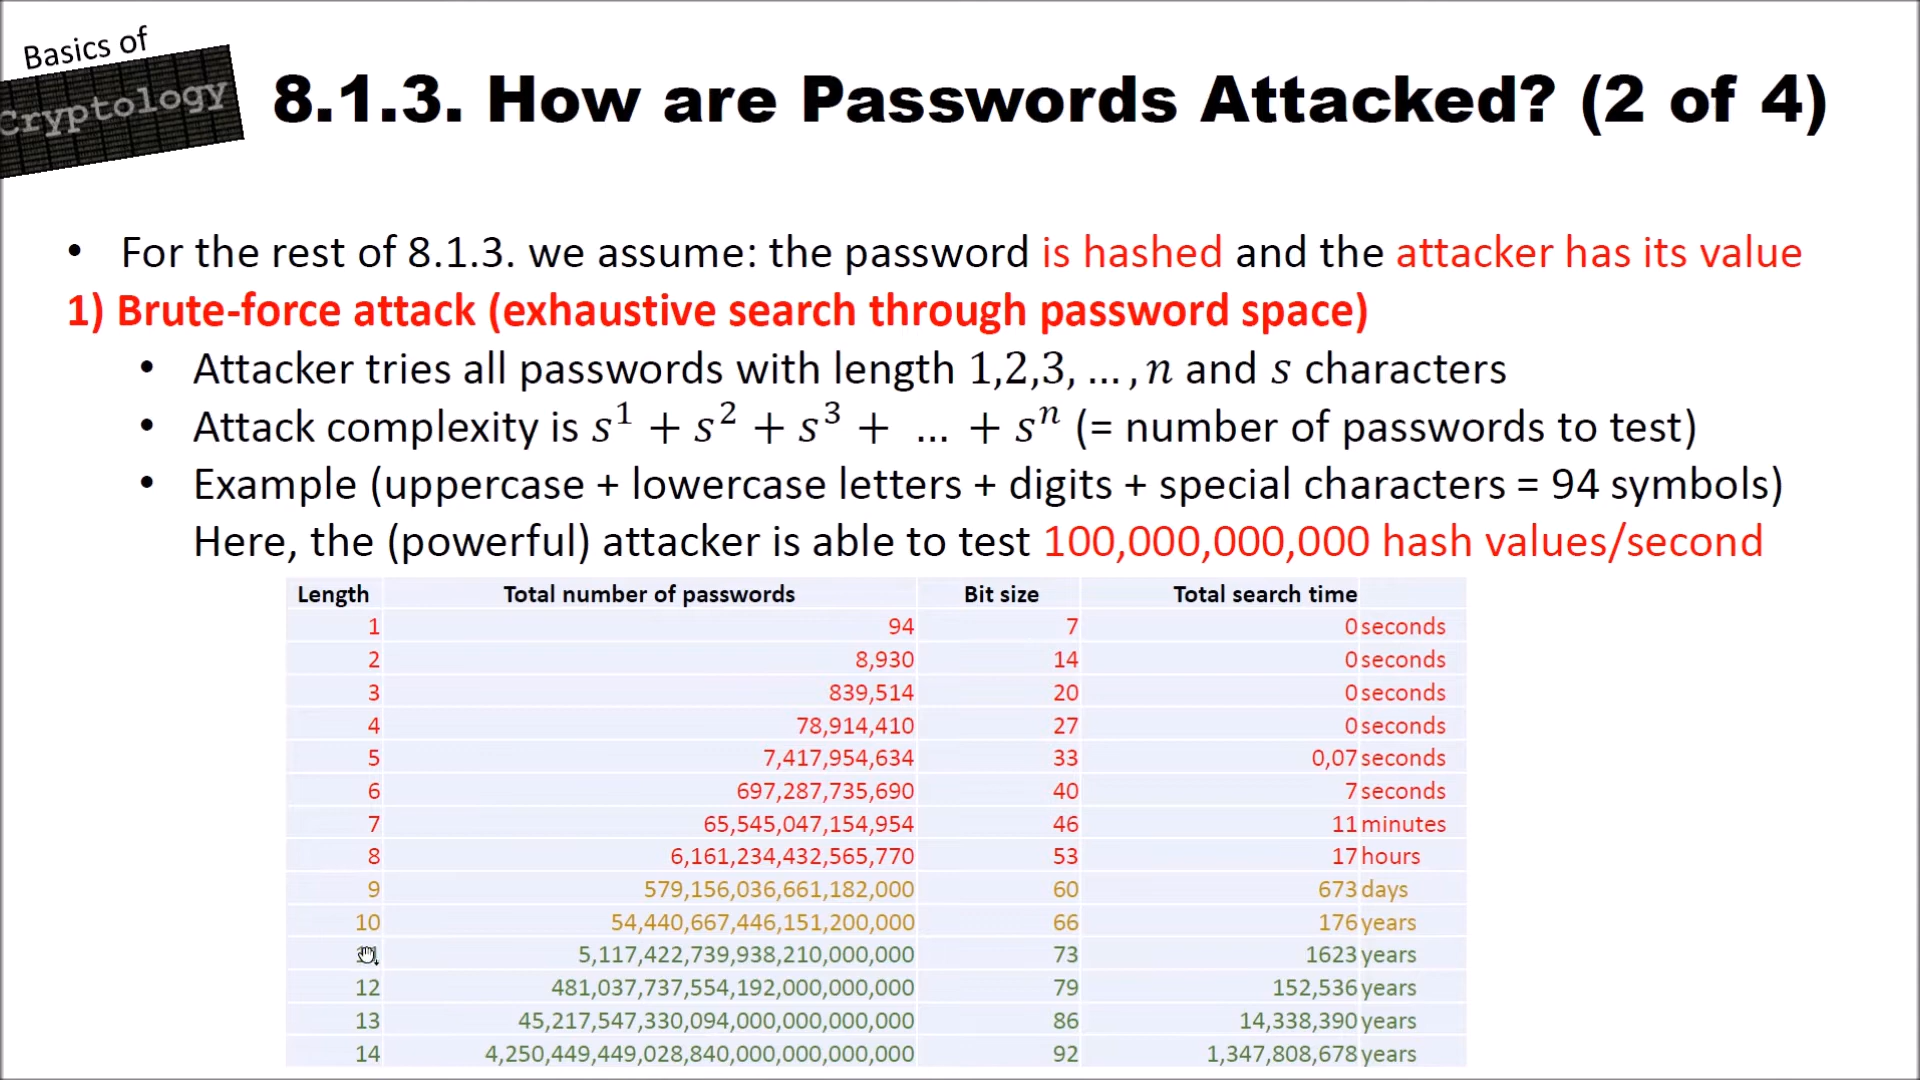 Basics of
Cryptology
8.1.3. How are Passwords Attacked? (2 of 4)
• For the rest of 8.1.3. we assume: the password is hashed and the attacker has its value
1) Brute-force attack (exhaustive search through password space)
• Attacker tries all passwords with length 1,2,3, … , n and s characters
• Attack complexity is s¹ + s² + s³ + … + sⁿ (= number of passwords to test)
• Example (uppercase + lowercase letters + digits + special characters = 94 symbols)
Here, the (powerful) attacker is able to test 100,000,000,000 hash values/second
Length Total number of passwords Bit size Total search time
1 94 7 0 seconds
2 8,930 14 0 seconds
3 839,514 20 0 seconds
4 78,914,410 27 0 seconds
5 7,417,954,634 33 0,07 seconds
6 697,287,735,690 40 7 seconds
7 65,545,047,154,954 46 11 minutes
8 6,161,234,432,565,770 53 17 hours
9 579,156,036,661,182,000 60 673 days
10 54,440,667,446,151,200,000 66 176 years
5,117,422,739,938,210,000,000 73 1623 years
12 481,037,737,554,192,000,000,000 79 152,536 years
13 45,217,547,330,094,000,000,000,000 86 14,338,390 years
14 4,250,449,449,028,840,000,000,000,000 92 1,347,808,678 years